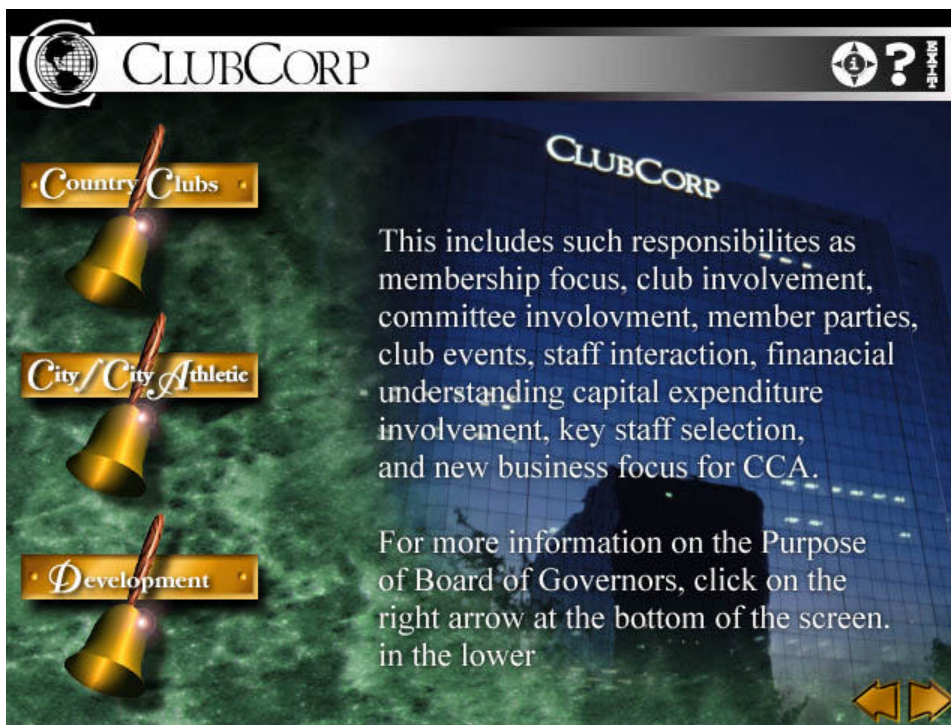 CLUBCORP
i ?
Country Clubs
City/City Athletic
Development
CLUBCORP
This includes such responsibilites as
membership focus, club involvement,
committee involovment, member parties,
club events, staff interaction, finanacial
understanding capital expenditure
involvement, key staff selection,
and new business focus for CCA.
For more information on the Purpose
of Board of Governors, click on the
right arrow at the bottom of the screen.
in the lower